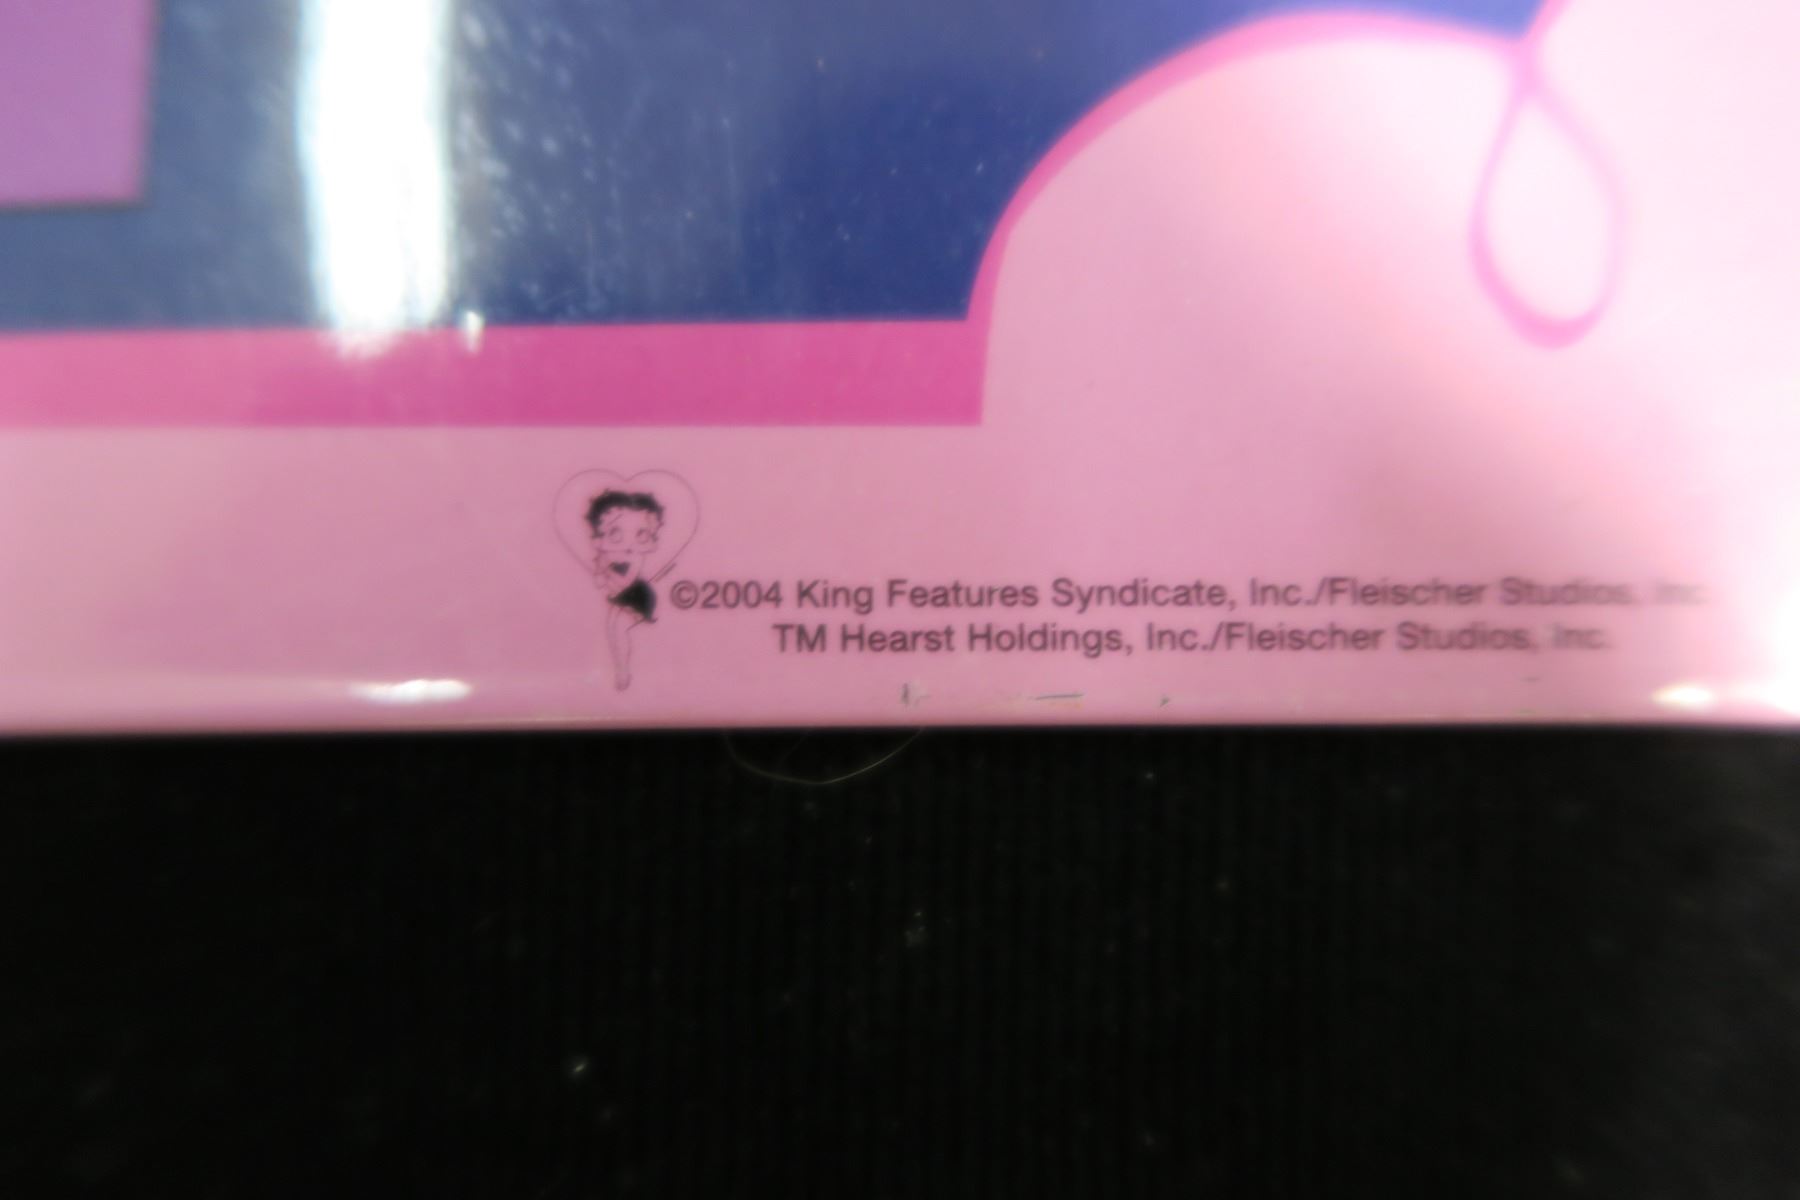 ©2004 King Features Syndicate, Inc./Fleischer Studios, Inc.
TM Hearst Holdings, Inc./Fleischer Studios, Inc.